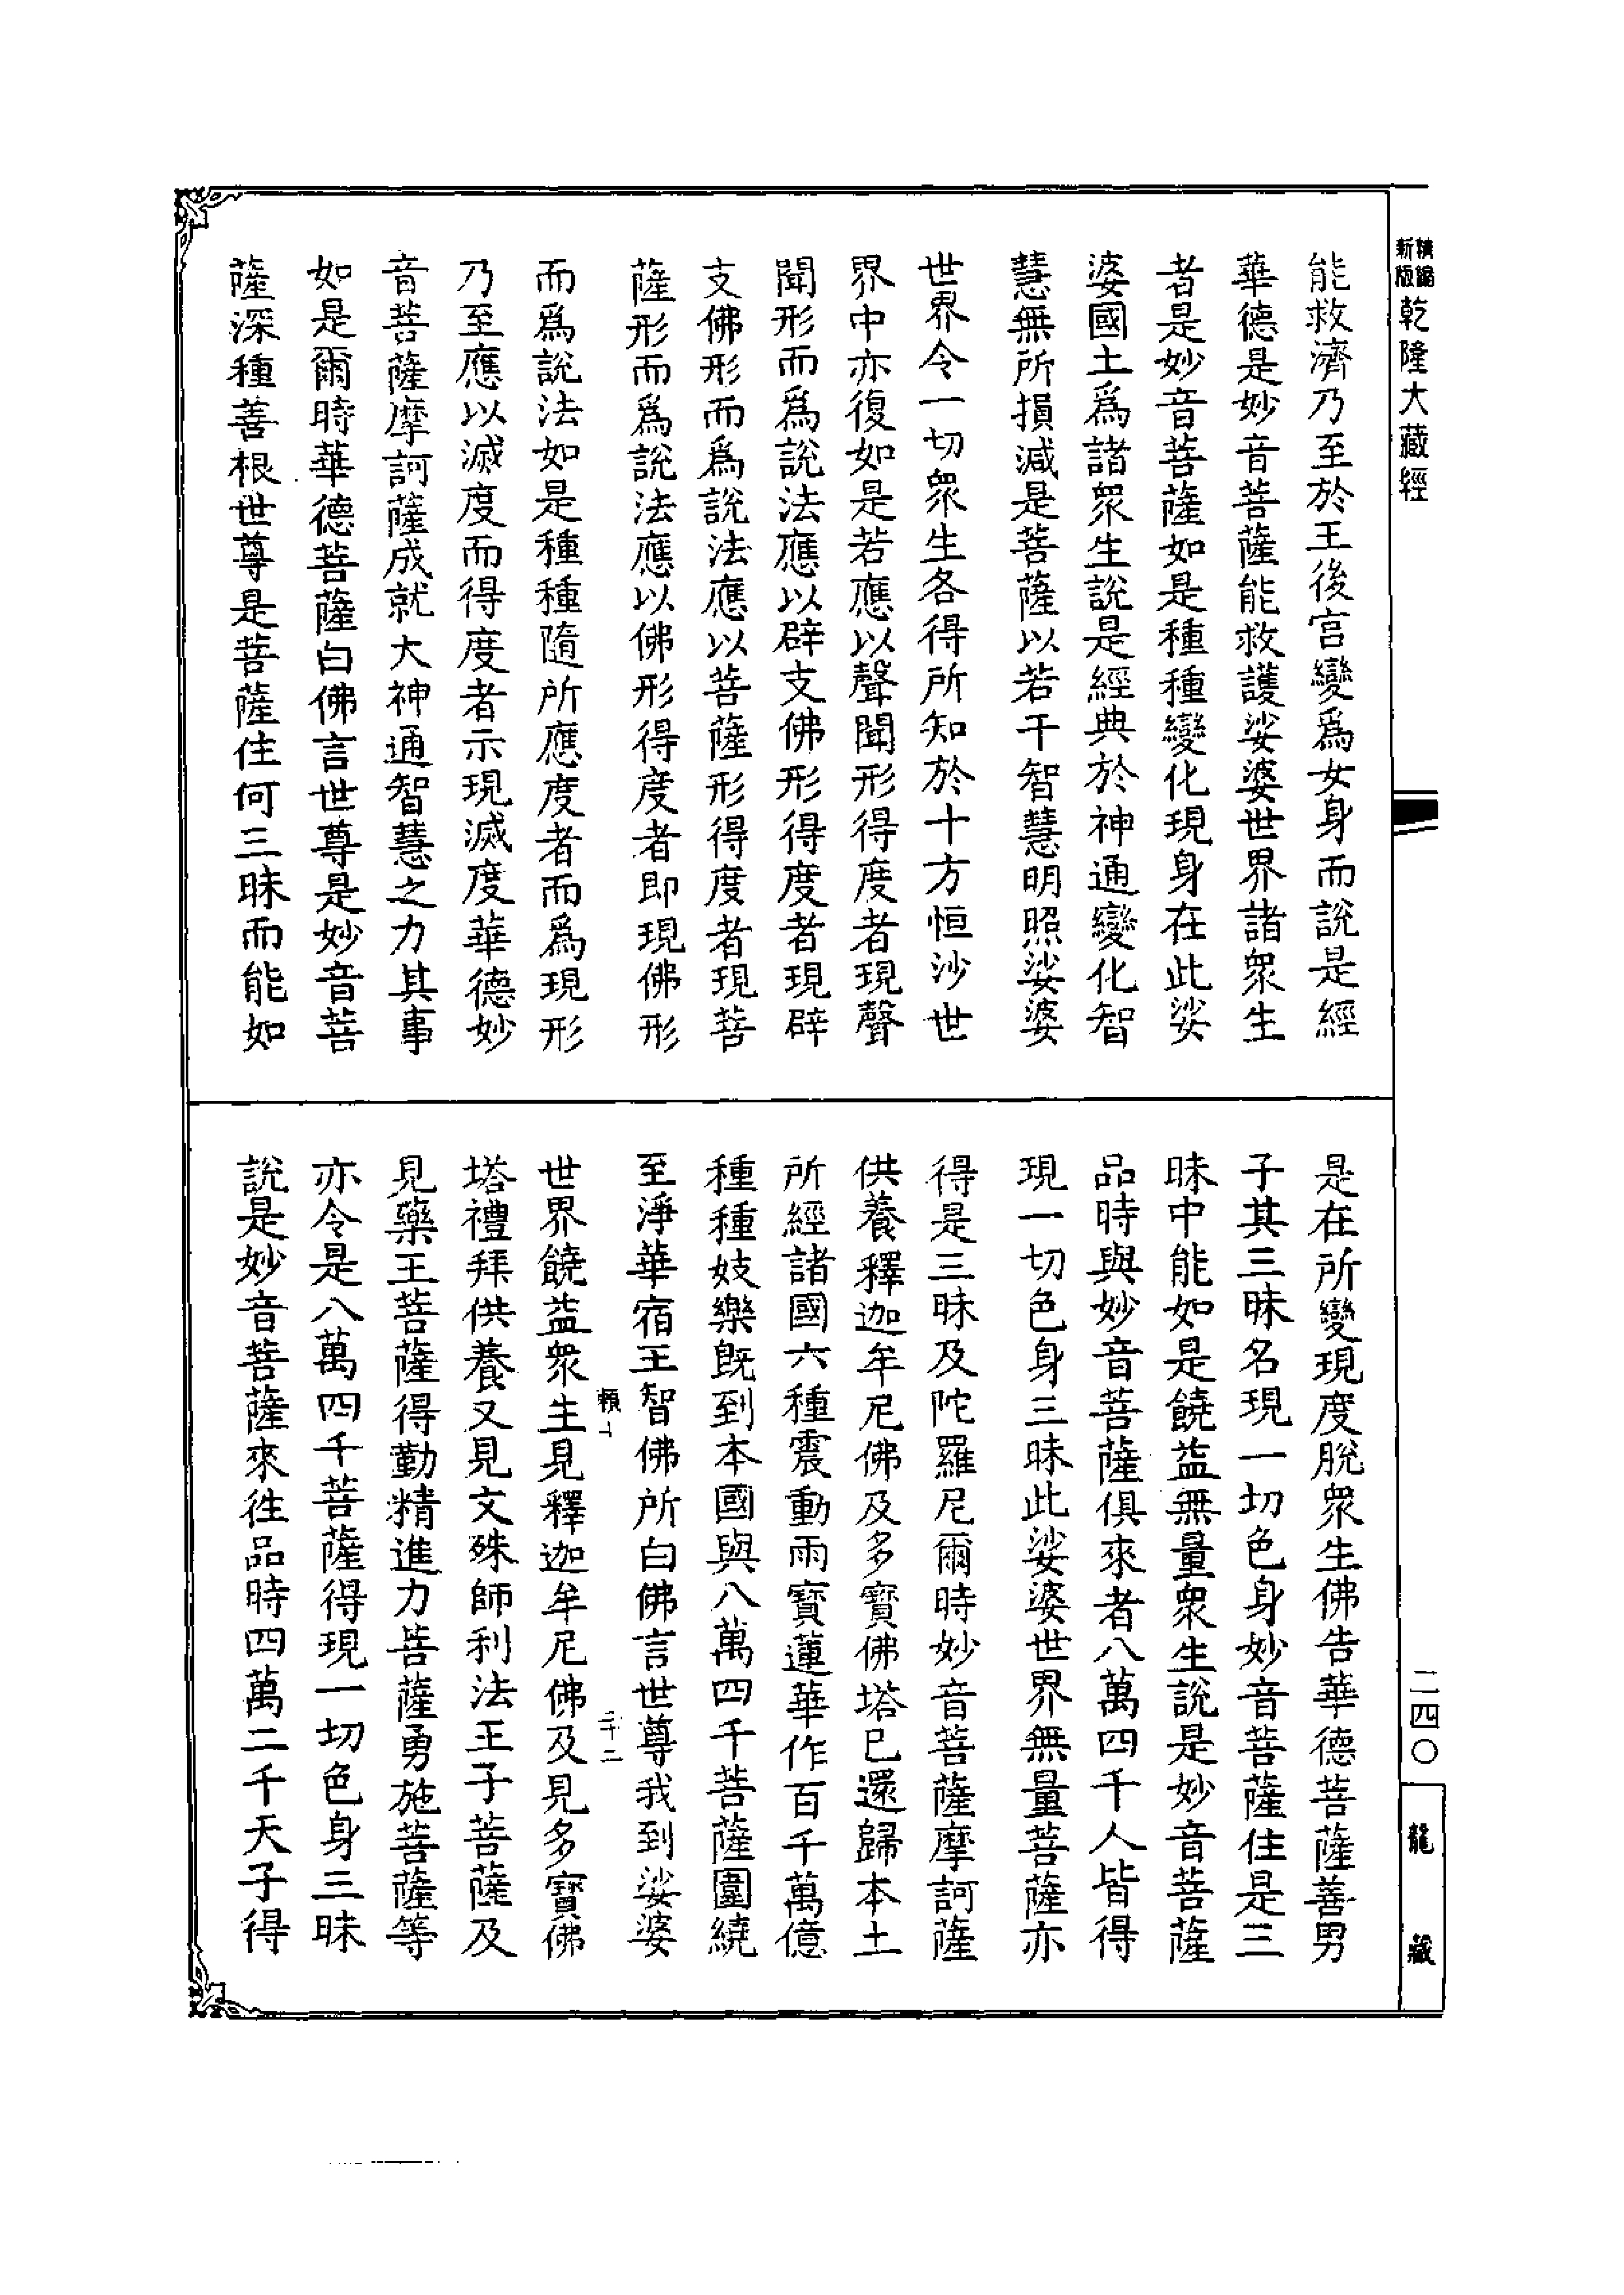 精編
新版
乾隆大藏經
能救濟乃至於王後宮變爲女身而說是經
華德是妙音菩薩能救護娑婆世界諸眾生
者是妙音菩薩如是種種變化現身在此娑
婆國土爲諸眾生說是經典於神通變化智
慧無所損減是菩薩以若干智慧明照娑婆
世界令一切眾生各得所知於十方恒沙世
界中亦復如是若應以聲聞形得度者現聲
聞形而爲說法應以辟支佛形得度者現辟
支佛形而爲說法應以菩薩形得度者現菩
薩形而爲說法應以佛形得度者即現佛形
而爲說法如是種種隨所應度者而爲現形
乃至應以滅度而得度者示現滅度華德妙
音菩薩摩訶薩成就大神通智慧之力其事
如是爾時華德菩薩白佛言世尊是妙音菩
薩深種善根世尊是菩薩住何三昧而能如
是在所變現度脫眾生佛告華德菩薩善男
子其三昧名現一切色身妙音菩薩住是三
昧中能如是饒益無量眾生說是妙音菩薩
品時與妙音菩薩俱來者八萬四千人皆得
現一切色身三昧此娑婆世界無量菩薩亦
得是三昧及陀羅尼爾時妙音菩薩摩訶薩
供養釋迦牟尼佛及多寶佛塔已還歸本土
所經諸國六種震動雨寶蓮華作百千萬億
種種妓樂既到本國與八萬四千菩薩圍繞
至淨華宿王智佛所白佛言世尊我到娑婆
世界饒益眾生見釋迦牟尼佛及見多寶佛
塔禮拜供養又見文殊師利法王子菩薩及
見藥王菩薩得勤精進力菩薩勇施菩薩等
亦令是八萬四千菩薩得現一切色身三昧
說是妙音菩薩來往品時四萬二千天子得
二四〇
龍藏